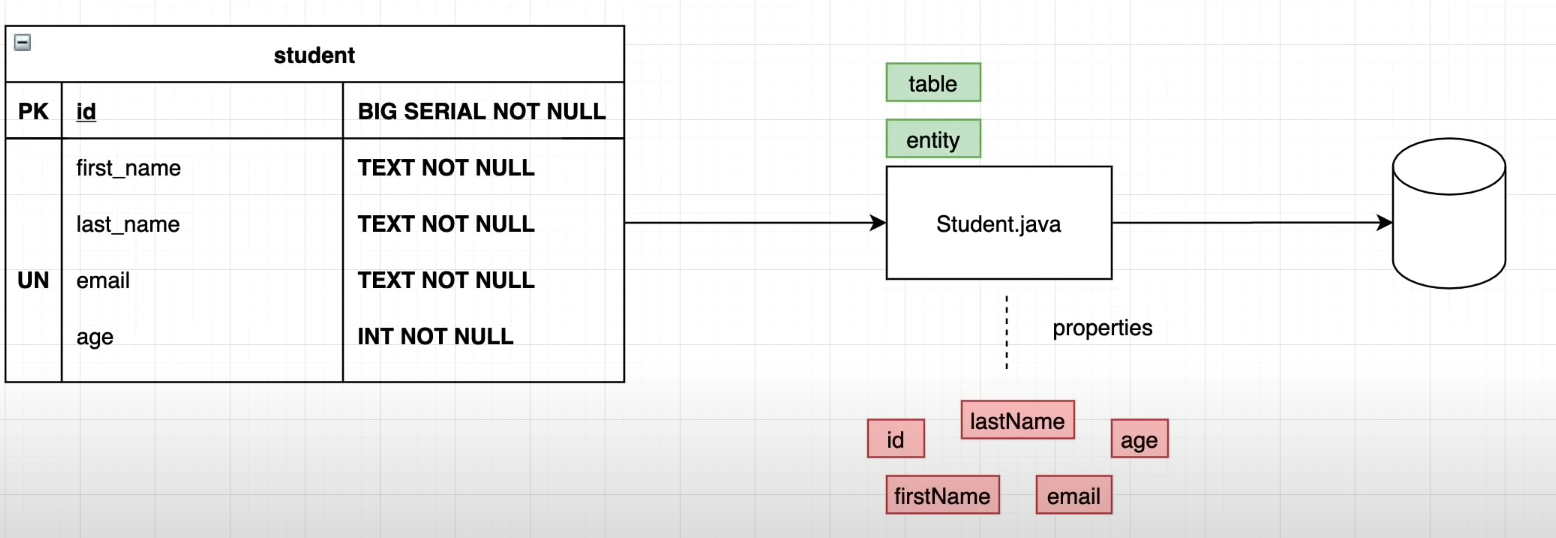 student
PK id BIG SERIAL NOT NULL
first_name TEXT NOT NULL
last_name TEXT NOT NULL
UN email TEXT NOT NULL
age INT NOT NULL
table
entity
Student.java
properties
lastName
id
age
firstName
email